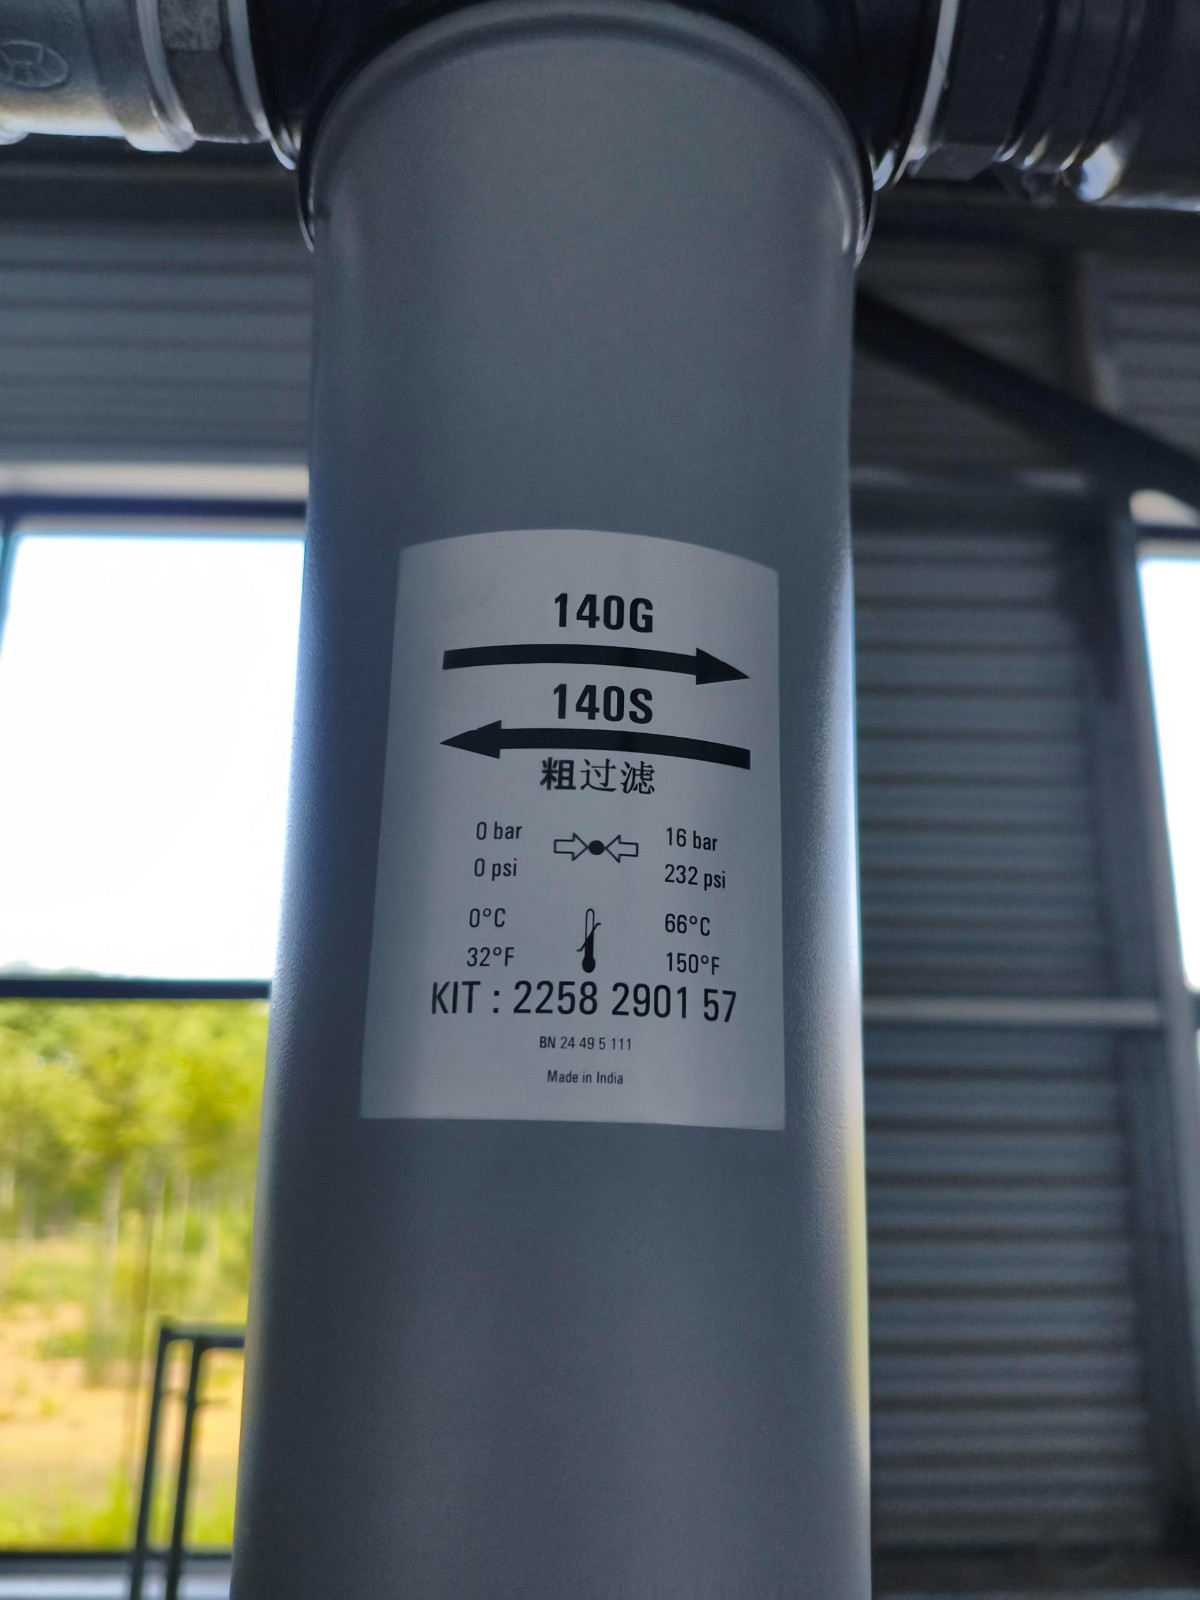 140G
140S
粗过滤
0 bar 16 bar
0 psi 232 psi
0°C 66°C
32°F 150°F
KIT : 2258 2901 57
BN 24 49 5 111
Made in India